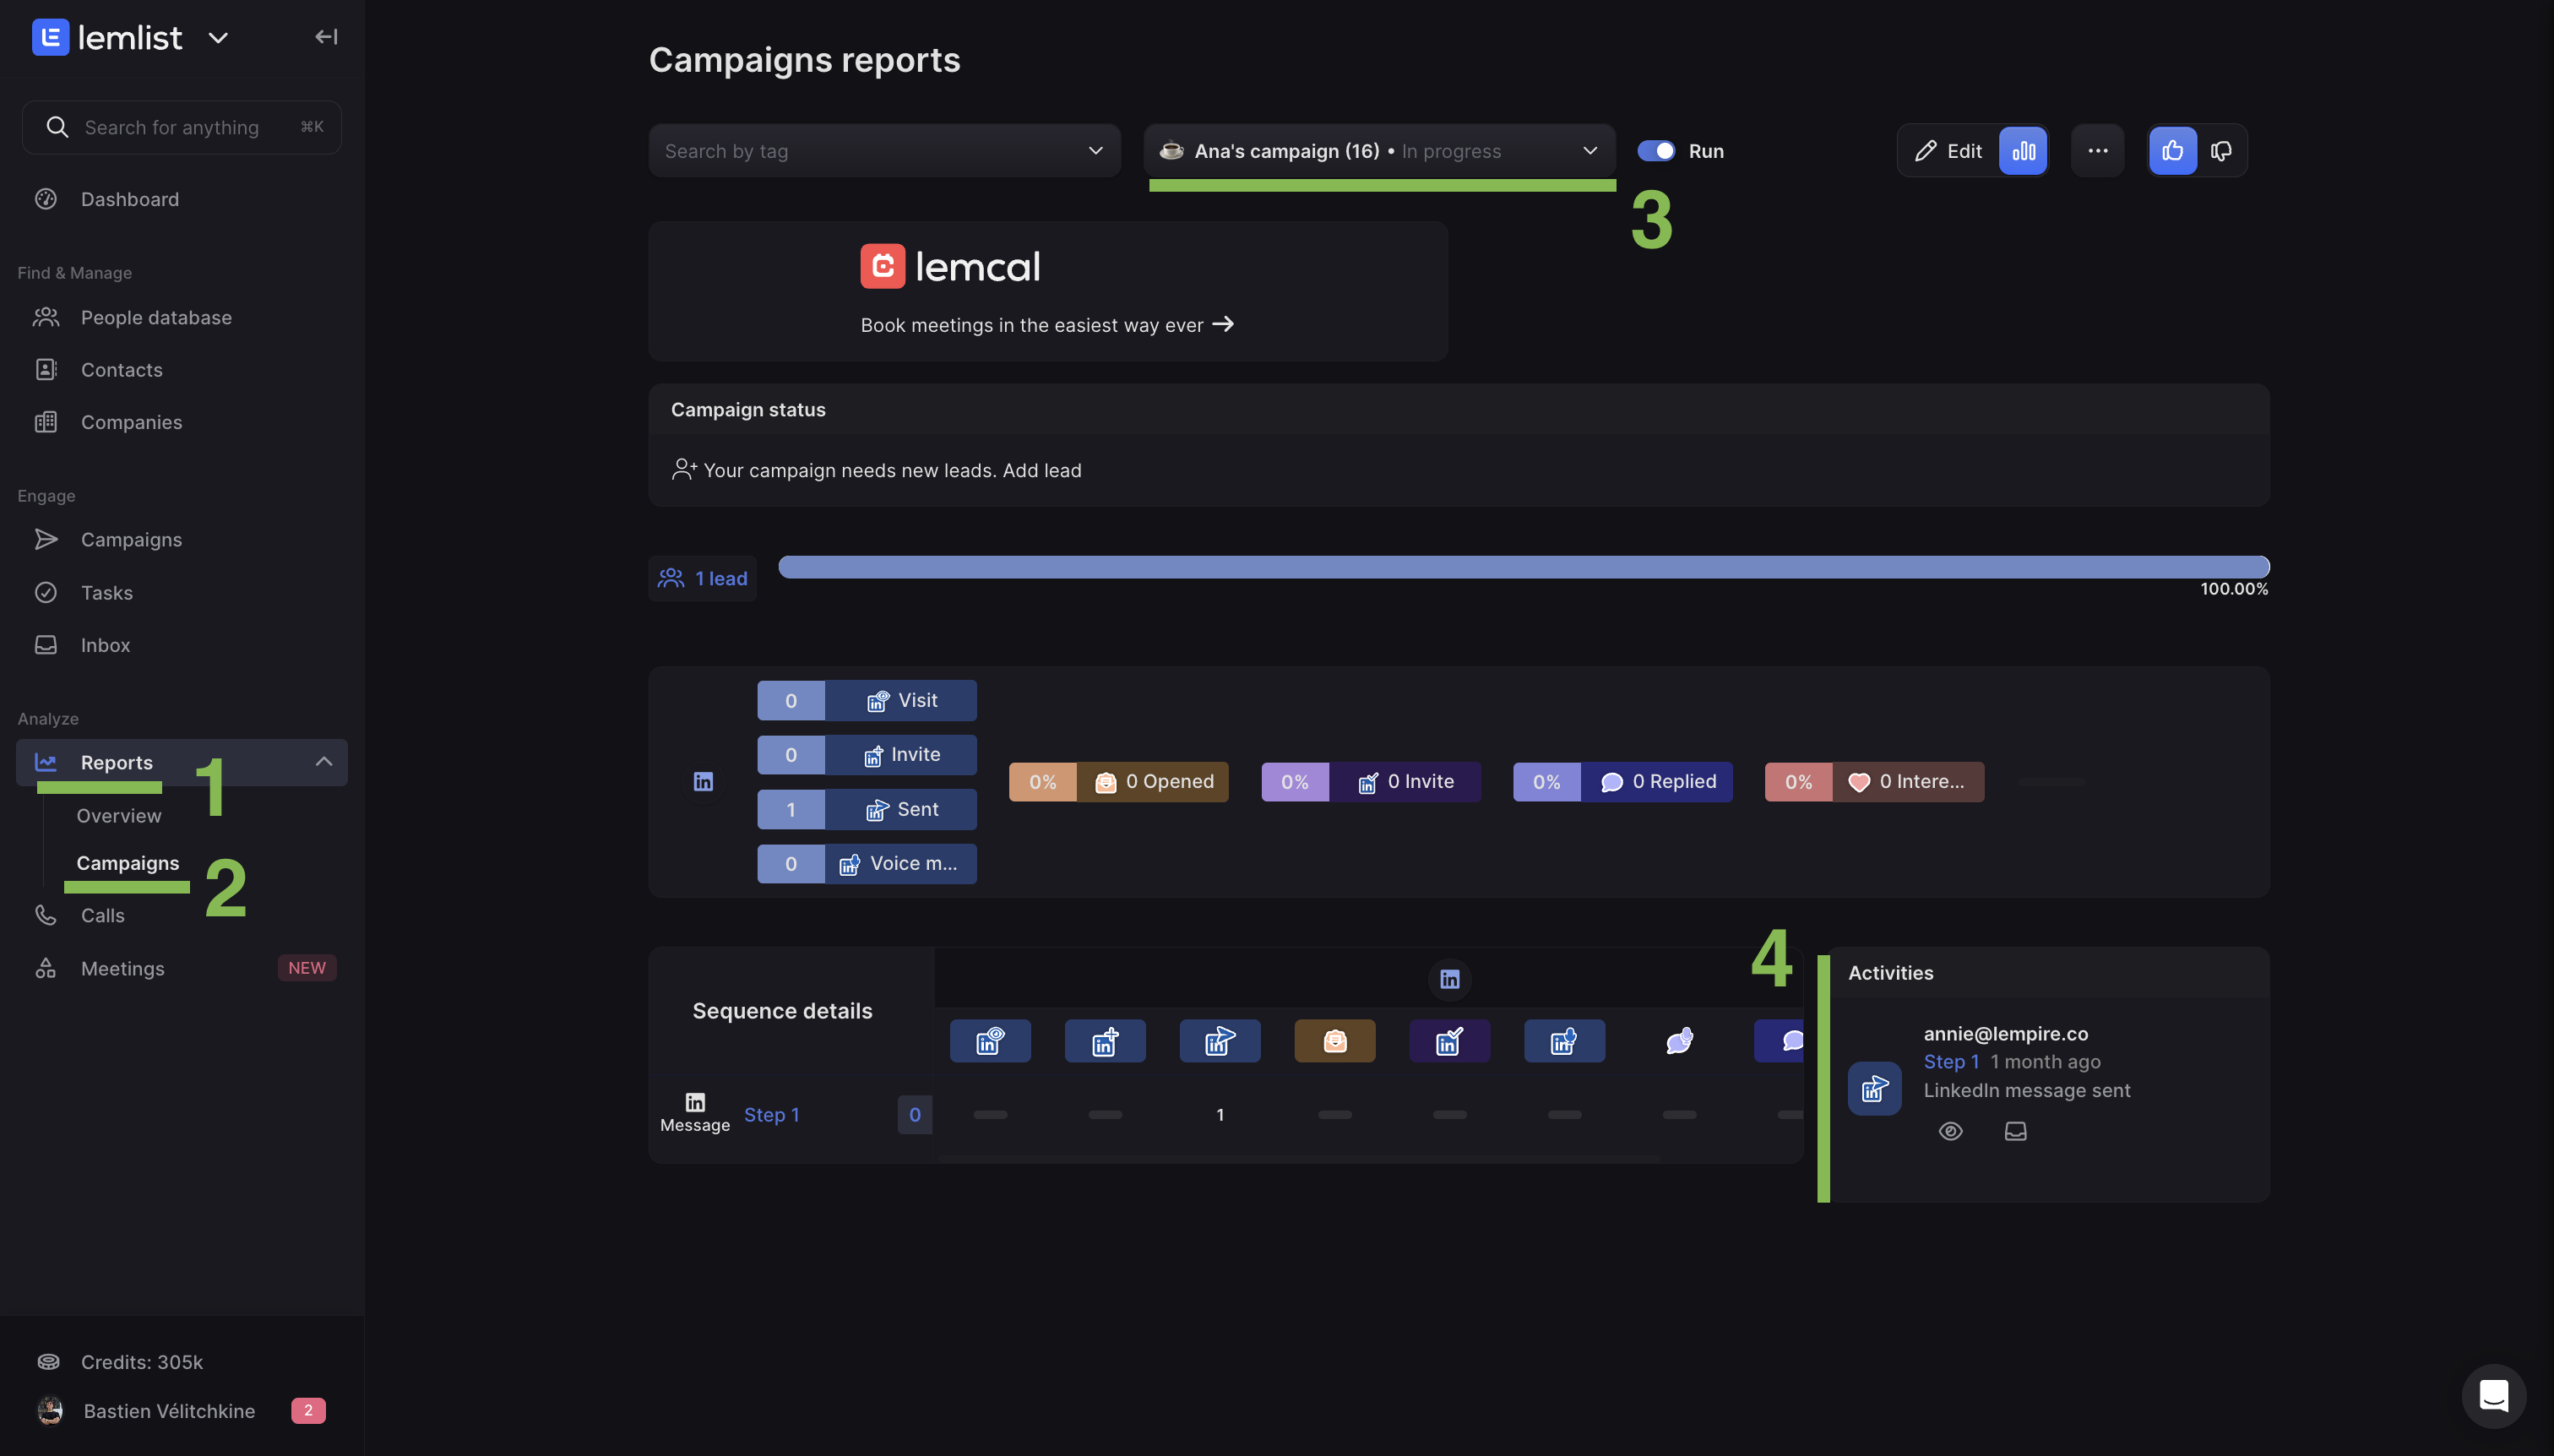 lemlist
Search for anything ⌘K
Dashboard
Find & Manage
People database
Contacts
Companies
Engage
Campaigns
Tasks
Inbox
Analyze
Reports
1
Overview
Campaigns
2
Calls
Meetings NEW
Credits: 305k
Bastien Vélitchkine 2
Campaigns reports
Search by tag
Ana's campaign (16) • In progress
Run
Edit
3
lemcal
Book meetings in the easiest way ever →
Campaign status
Your campaign needs new leads. Add lead
1 lead
100.00%
0 Visit
0 Invite
1 Sent
0 Voice m...
0% 0 Opened
0% 0 Invite
0% 0 Replied
0% 0 Intere...
4
Sequence details
Message Step 1 0 1
Activities
annie@lempire.co
Step 1 1 month ago
LinkedIn message sent